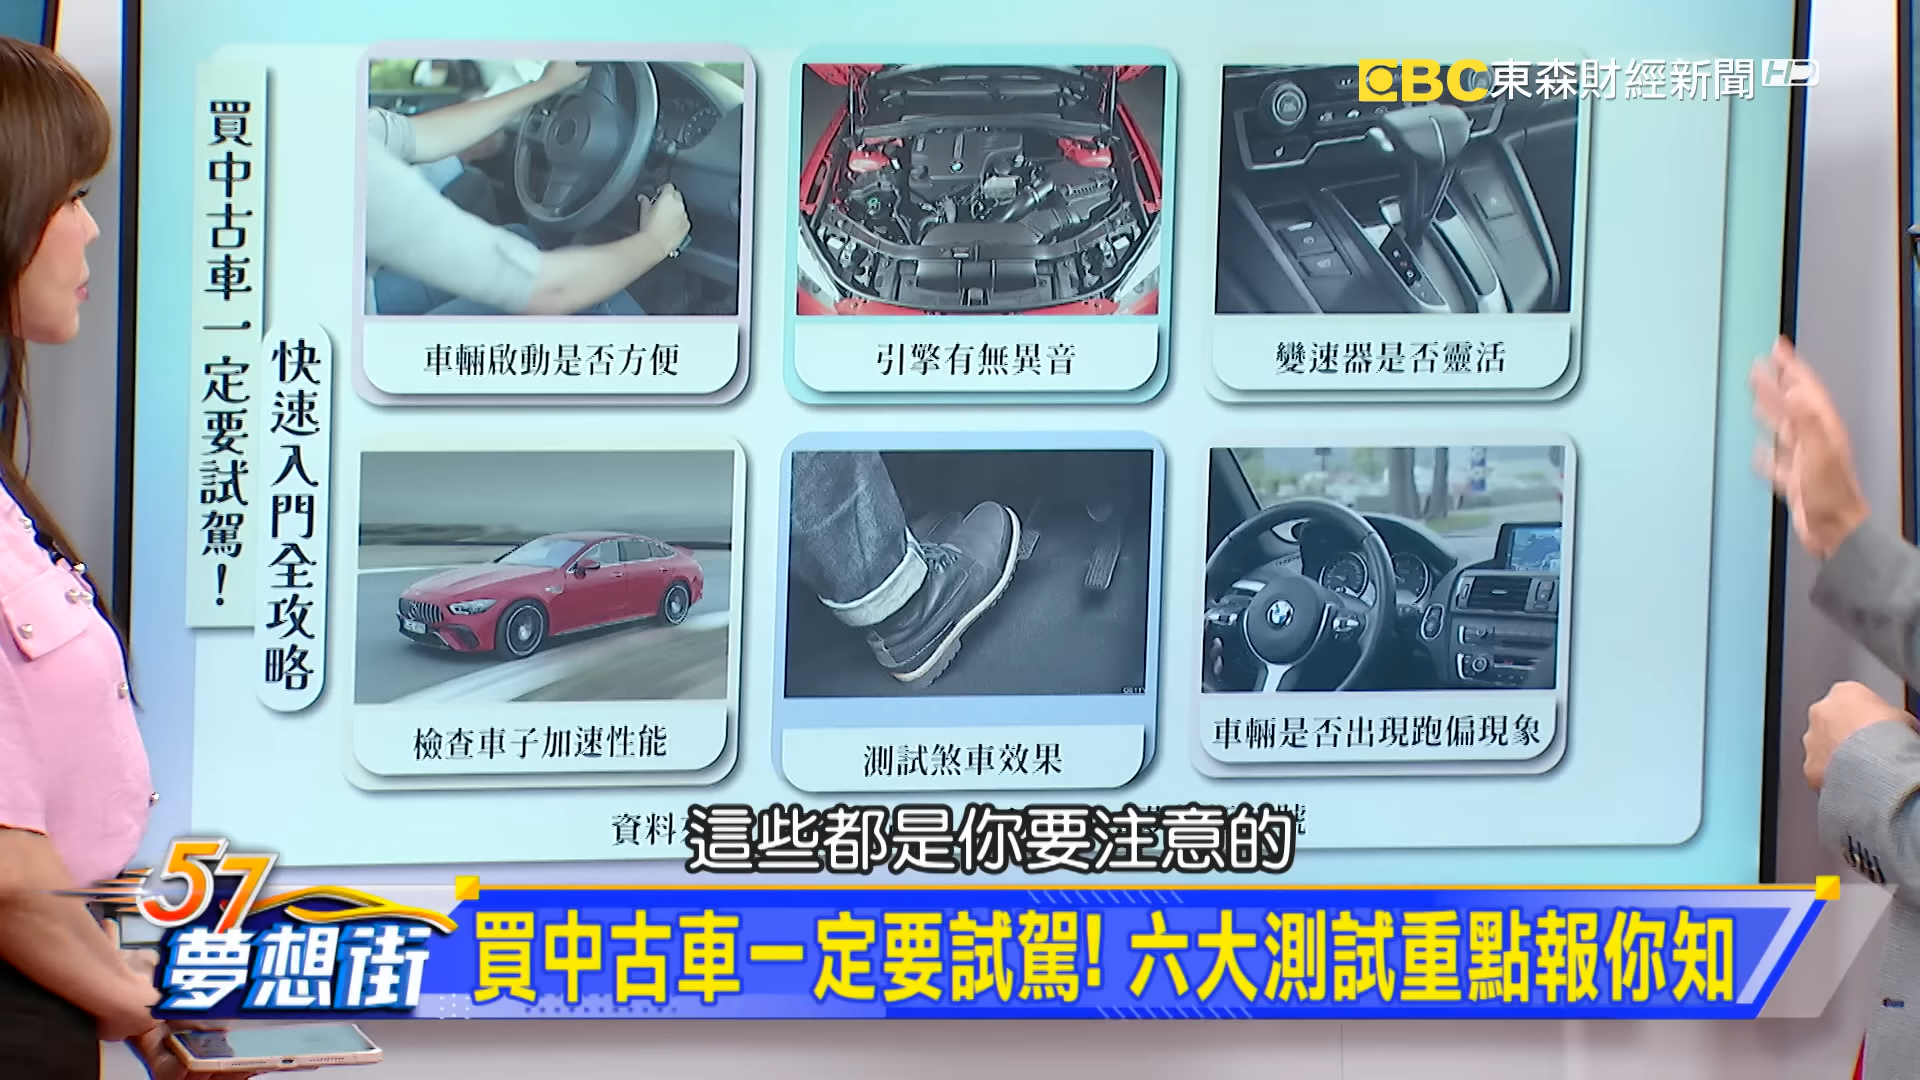 EBC東森財經新聞HD
買中古車一定要試駕!
快速入門全攻略
車輛啟動是否方便
引擎有無異音
變速器是否靈活
檢查車子加速性能
測試煞車效果
車輛是否出現跑偏現象
資料
號
這些都是你要注意的
57夢想街
買中古車一定要試駕! 六大測試重點報你知